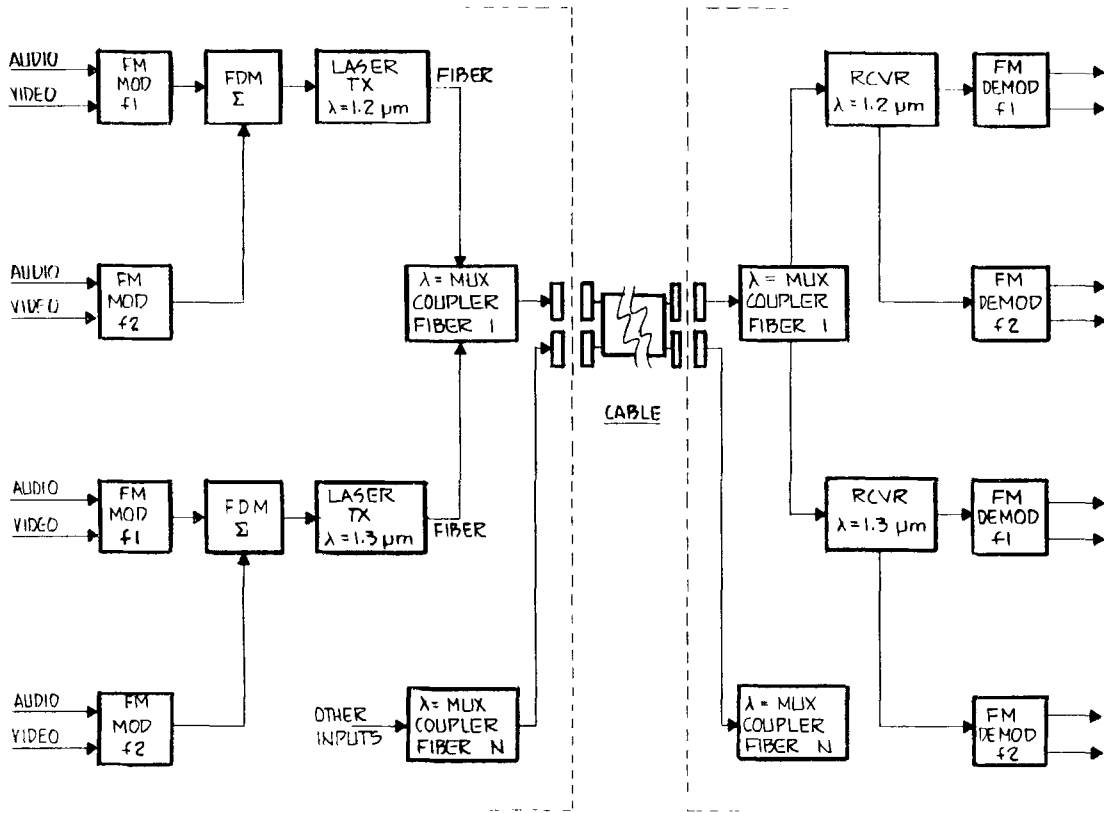 AUDIO
VIDEO
FM
MOD
f1
FDM
Σ
LASER
TX
λ=1.2 µm
FIBER
AUDIO
VIDEO
FM
MOD
f2
λ= MUX
COUPLER
FIBER 1
AUDIO
VIDEO
FM
MOD
f1
FDM
Σ
LASER
TX
λ=1.3 µm
FIBER
AUDIO
VIDEO
FM
MOD
f2
OTHER
INPUTS
λ= MUX
COUPLER
FIBER N
CABLE
RCVR
λ=1.2 µm
FM
DEMOD
f1
λ= MUX
COUPLER
FIBER 1
FM
DEMOD
f2
RCVR
λ=1.3 µm
FM
DEMOD
f1
λ= MUX
COUPLER
FIBER N
FM
DEMOD
f2